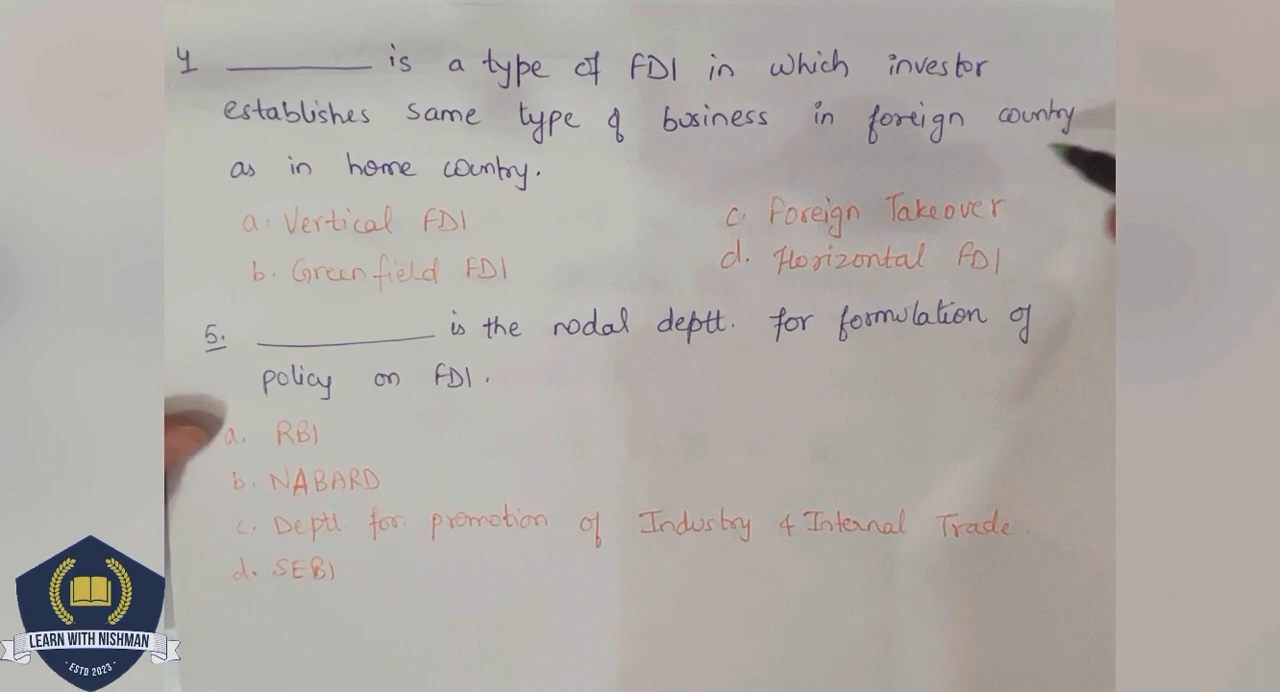 4 ________ is a type of FDI in which investor
establishes same type of business in foreign country
as in home country.
a. Vertical FDI
b. Greenfield FDI
c. Foreign Takeover
d. Horizontal FDI
5. ________ is the nodal deptt. for formulation of
policy on FDI.
a. RBI
b. NABARD
c. Deptt. for promotion of Industry & Internal Trade.
d. SEBI
LEARN WITH NISHMAN
· ESTD 2023 ·